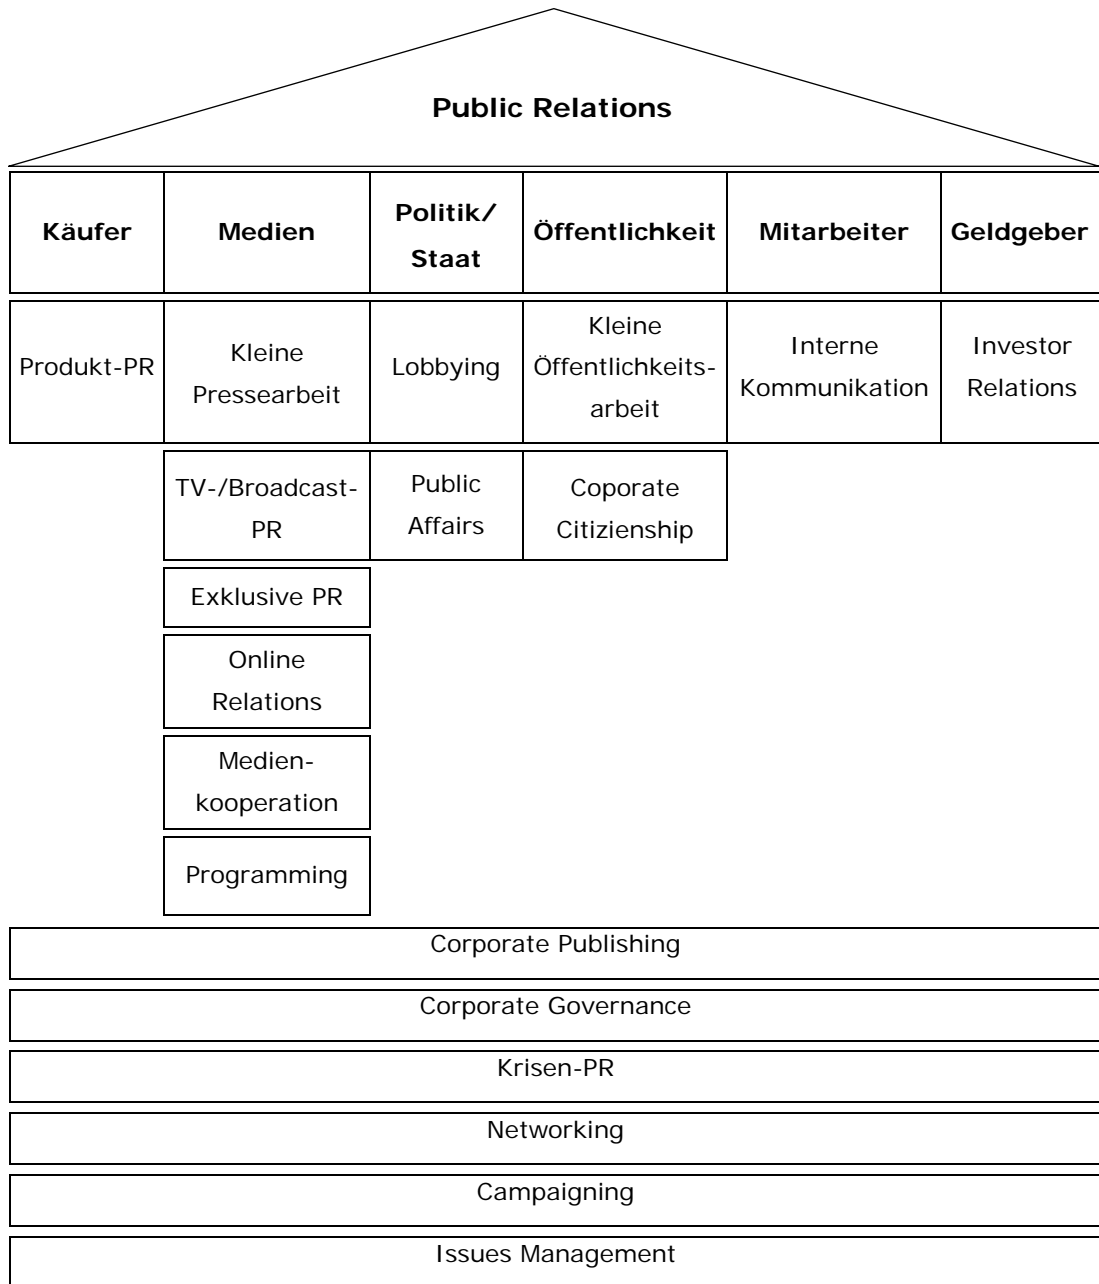 Public Relations
Käufer
Medien
Politik/
Staat
Öffentlichkeit
Mitarbeiter
Geldgeber
Produkt-PR
Kleine
Pressearbeit
Lobbying
Kleine
Öffentlichkeits-
arbeit
Interne
Kommunikation
Investor
Relations
TV-/Broadcast-
PR
Public
Affairs
Coporate
Citizienship
Exklusive PR
Online
Relations
Medien-
kooperation
Programming
Corporate Publishing
Corporate Governance
Krisen-PR
Networking
Campaigning
Issues Management